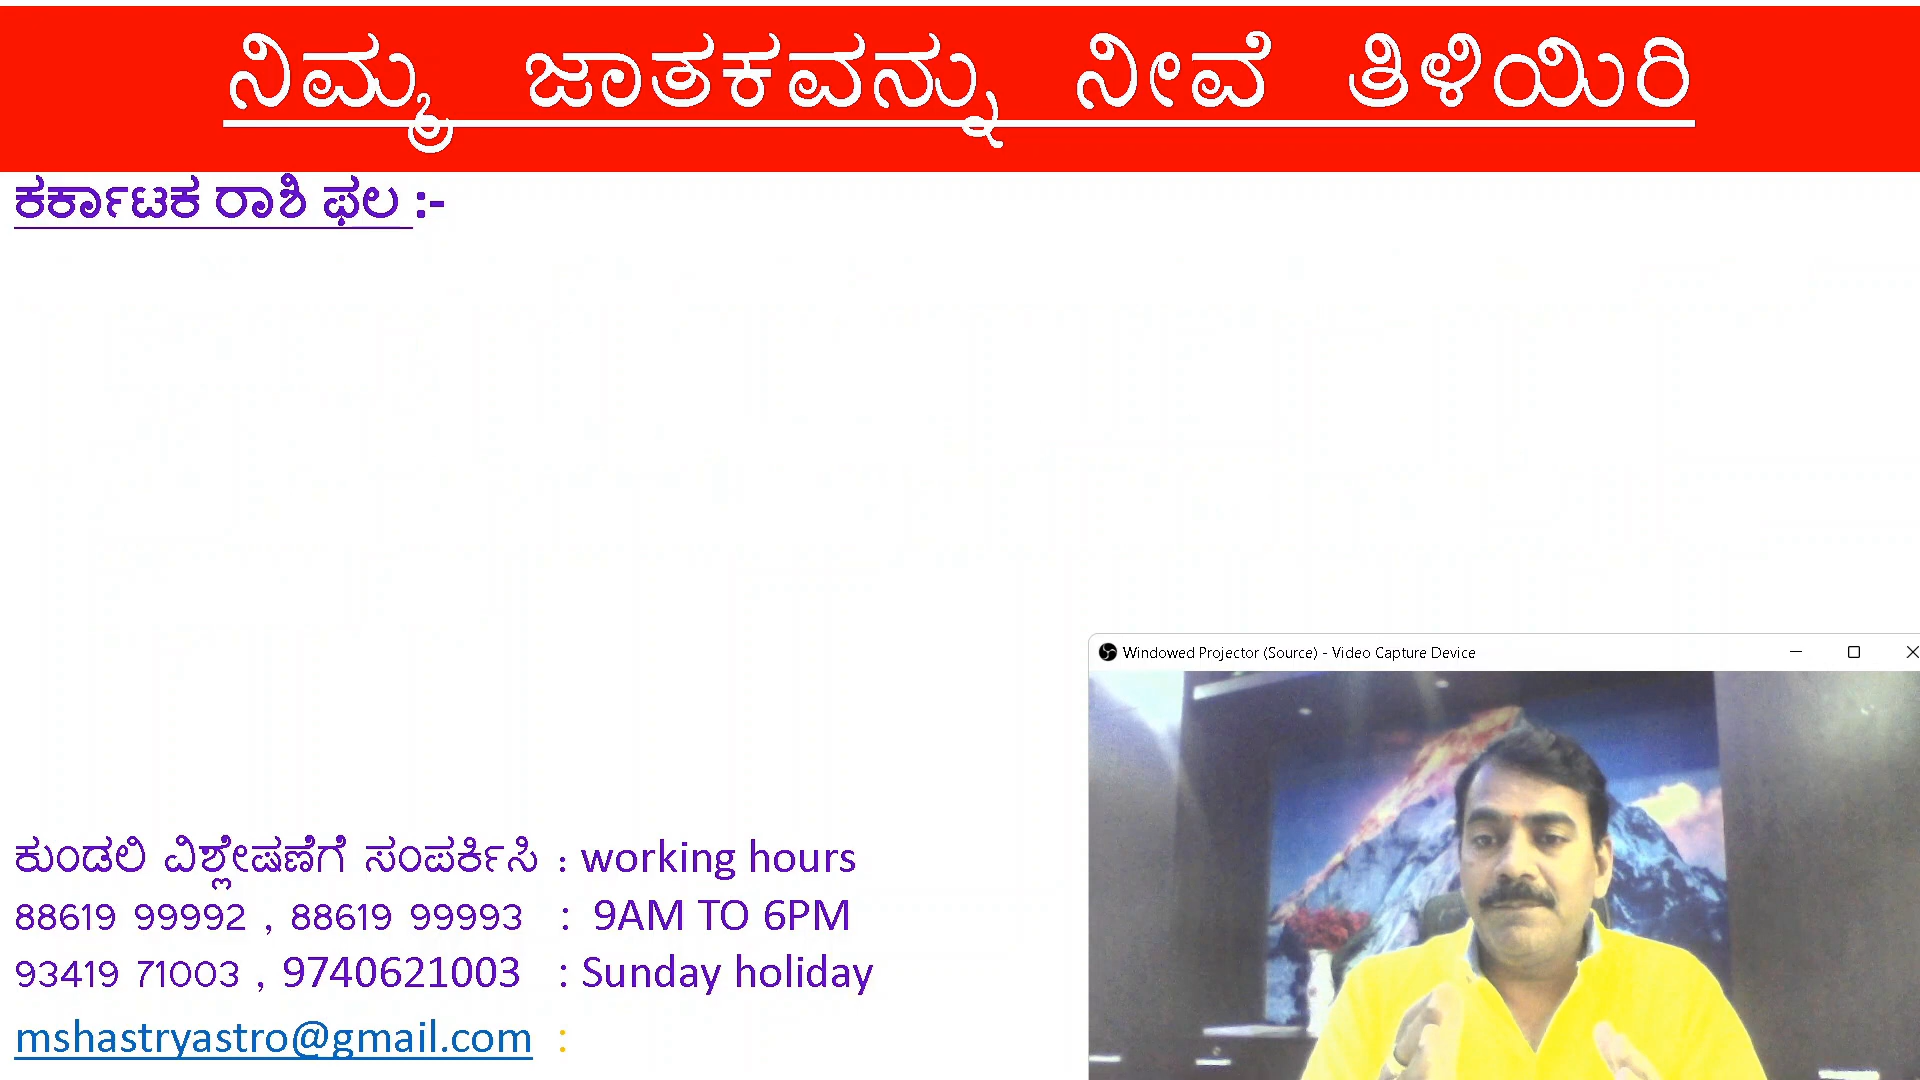 ನಿಮ್ಮ ಜಾತಕವನ್ನು ನೀವೆ ತಿಳಿಯಿರಿ
ಕರ್ಕಾಟಕ ರಾಶಿ ಫಲ :-
Windowed Projector (Source) - Video Capture Device
ಕುಂಡಲಿ ವಿಶ್ಲೇಷಣೆಗೆ ಸಂಪರ್ಕಿಸಿ : working hours
88619 99992 , 88619 99993 : 9AM TO 6PM
93419 71003 , 9740621003 : Sunday holiday
mshastryastro@gmail.com :